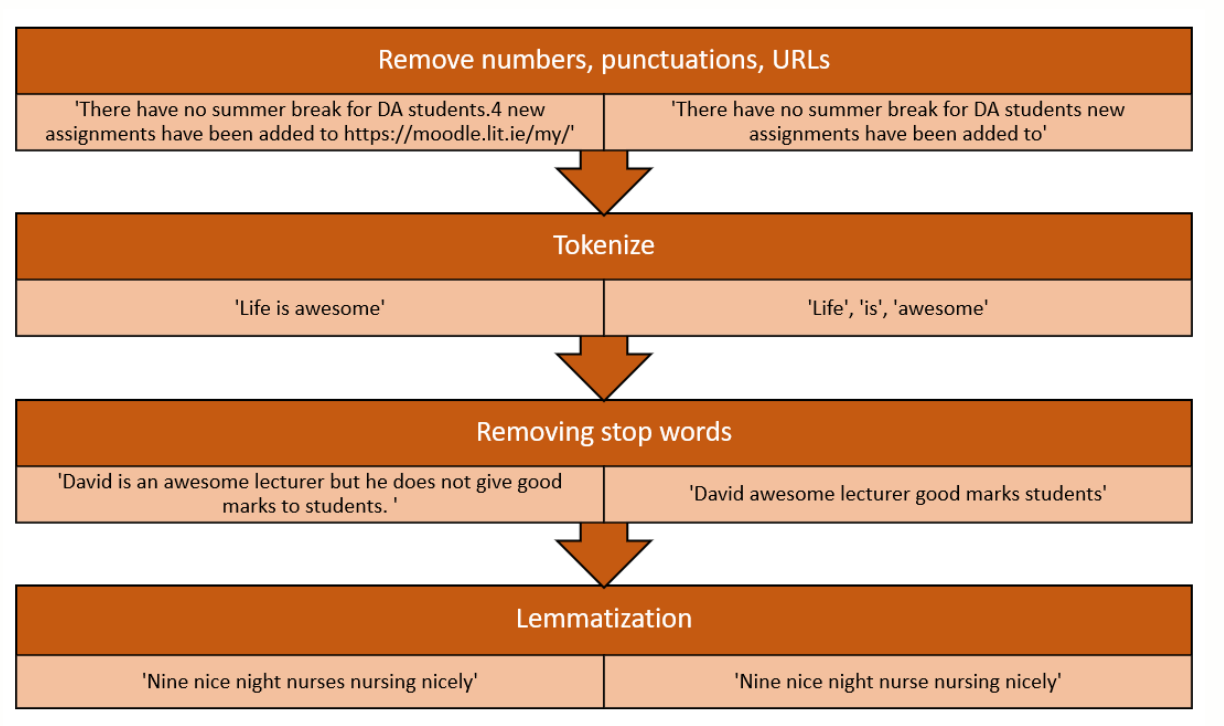 Remove numbers, punctuations, URLs
'There have no summer break for DA students.4 new
assignments have been added to https://moodle.lit.ie/my/'
'There have no summer break for DA students new
assignments have been added to'
Tokenize
'Life is awesome'
'Life', 'is', 'awesome'
Removing stop words
'David is an awesome lecturer but he does not give good
marks to students. '
'David awesome lecturer good marks students'
Lemmatization
'Nine nice night nurses nursing nicely'
'Nine nice night nurse nursing nicely'